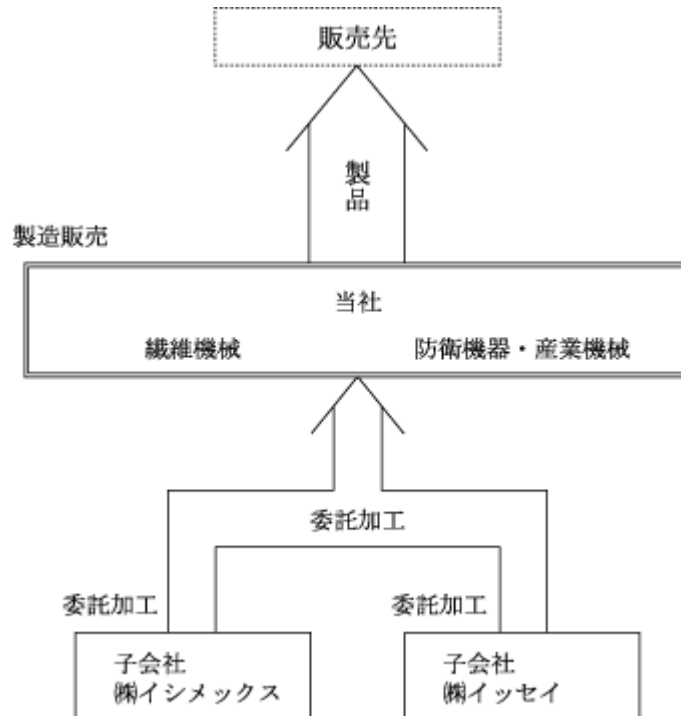 販売先
製品
製造販売
当社
繊維機械 防衛機器・産業機械
委託加工
委託加工 委託加工
子会社 子会社
㈱イシメックス ㈱イッセイ